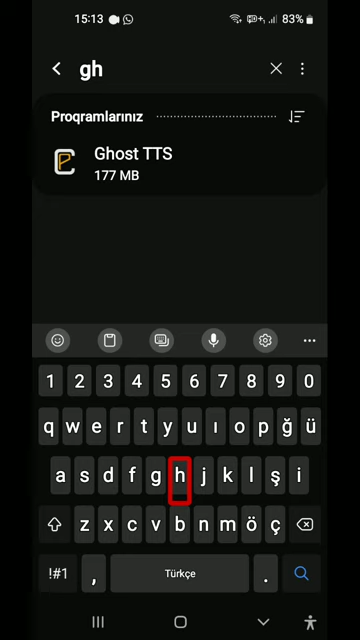 15:13 83%
gh
Proqramlarınız
Ghost TTS
177 MB
1 2 3 4 5 6 7 8 9 0
q w e r t y u ı o p ğ ü
a s d f g h j k l ş i
z x c v b n m ö ç
!#1 , Türkçe .